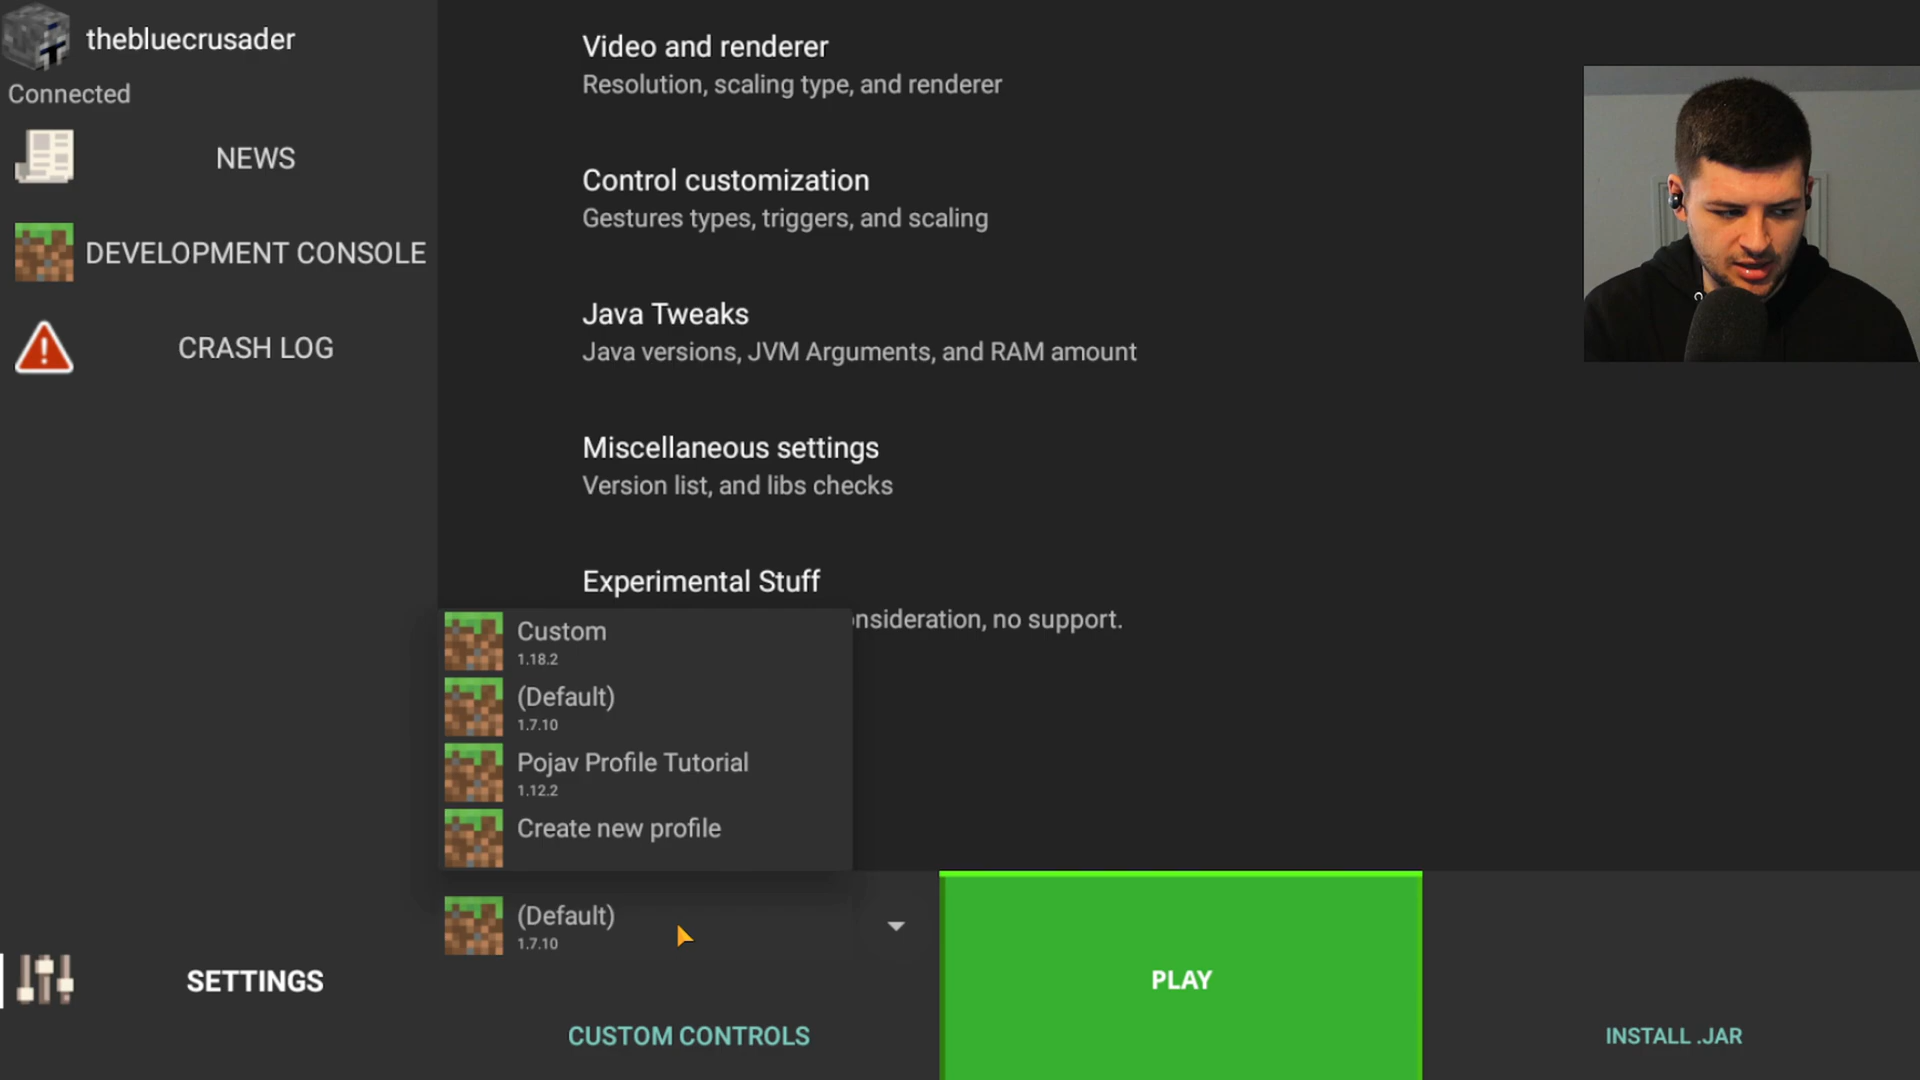 thebluecrusader
Connected
NEWS
DEVELOPMENT CONSOLE
CRASH LOG
SETTINGS
Video and renderer
Resolution, scaling type, and renderer
Control customization
Gestures types, triggers, and scaling
Java Tweaks
Java versions, JVM Arguments, and RAM amount
Miscellaneous settings
Version list, and libs checks
Experimental Stuff
onsideration, no support.
Custom
1.18.2
(Default)
1.7.10
Pojav Profile Tutorial
1.12.2
Create new profile
(Default)
1.7.10
CUSTOM CONTROLS
PLAY
INSTALL .JAR